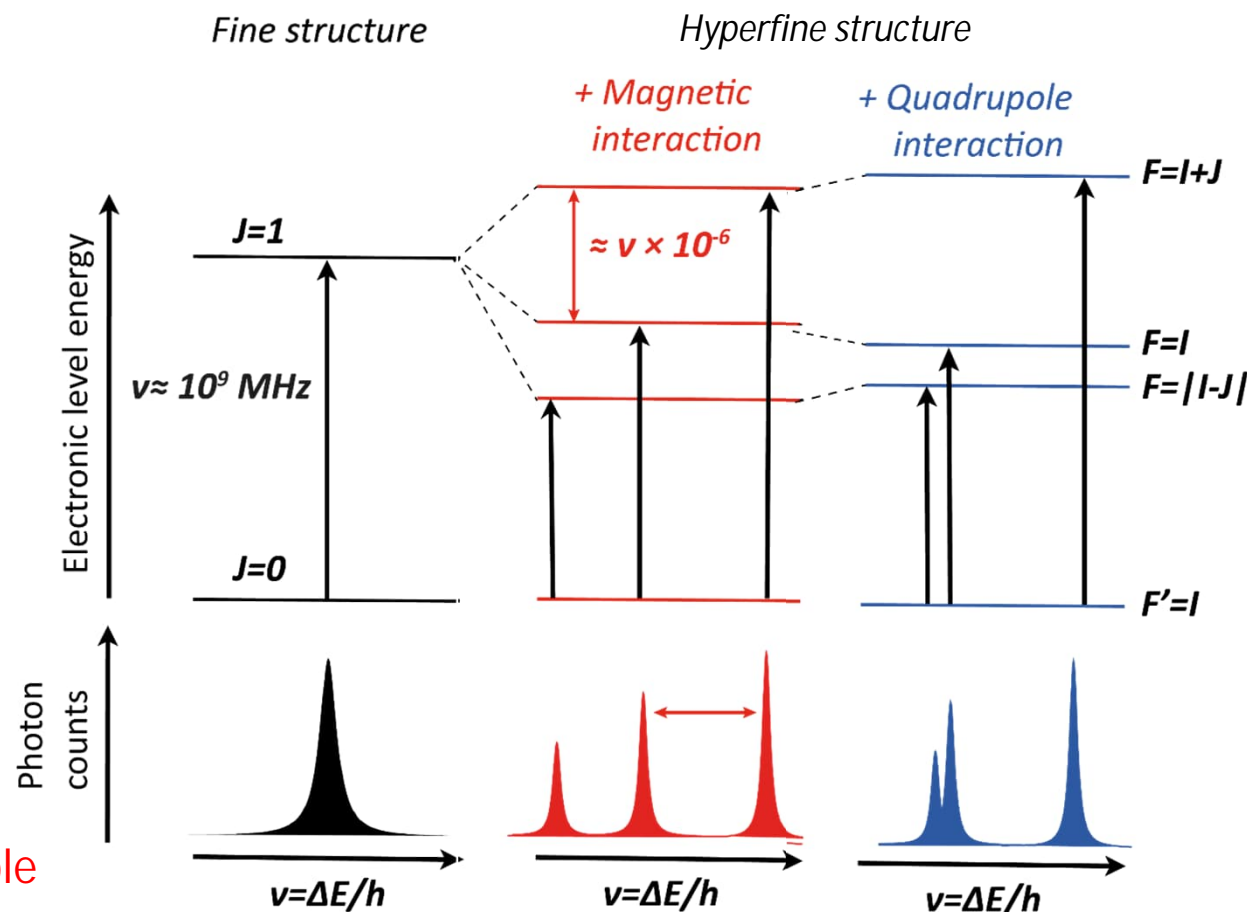 Fine structure
Hyperfine structure
+ Magnetic
interaction
+ Quadrupole
interaction
Electronic level energy
J=1
ν≈ 10⁹ MHz
J=0
≈ ν × 10⁻⁶
F=I+J
F=I
F=|I-J|
F'=I
Photon
counts
ν=ΔE/h
ν=ΔE/h
ν=ΔE/h